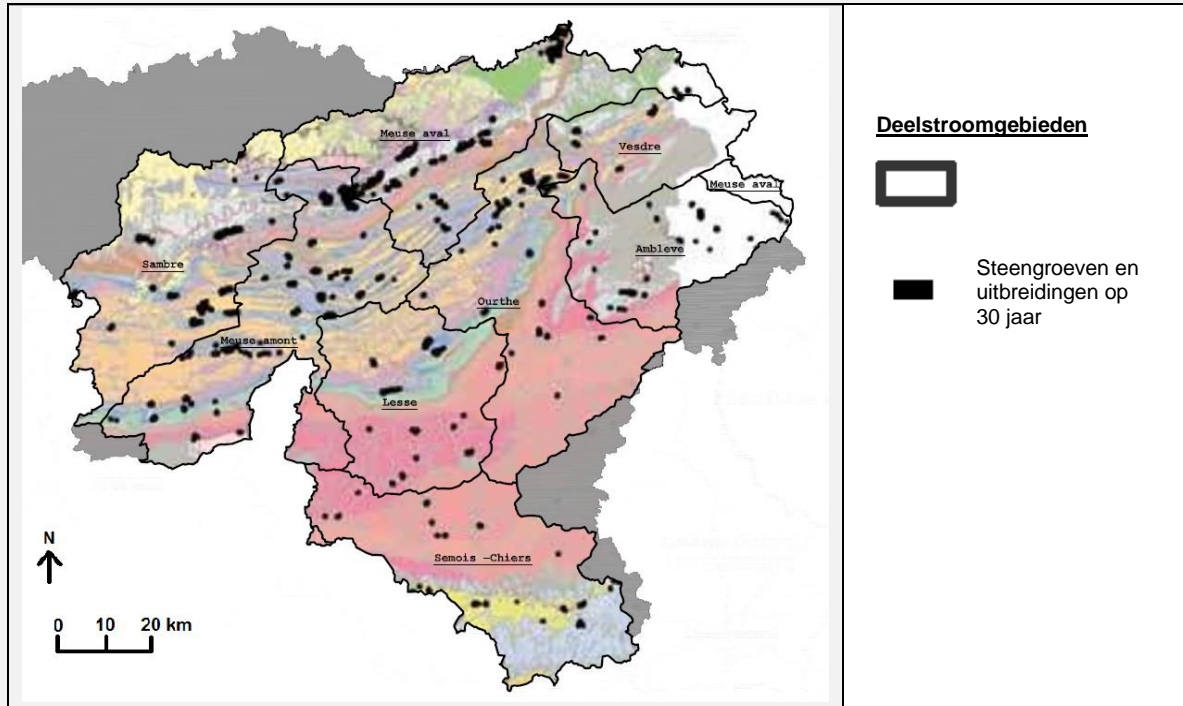 Meuse aval
Vesdre
Meuse aval
Sambre
Ambleve
Ourthe
Meuse amont
Lesse
Semois -Chiers
N
0 10 20 km
Deelstroomgebieden
Steengroeven en
uitbreidingen op
30 jaar